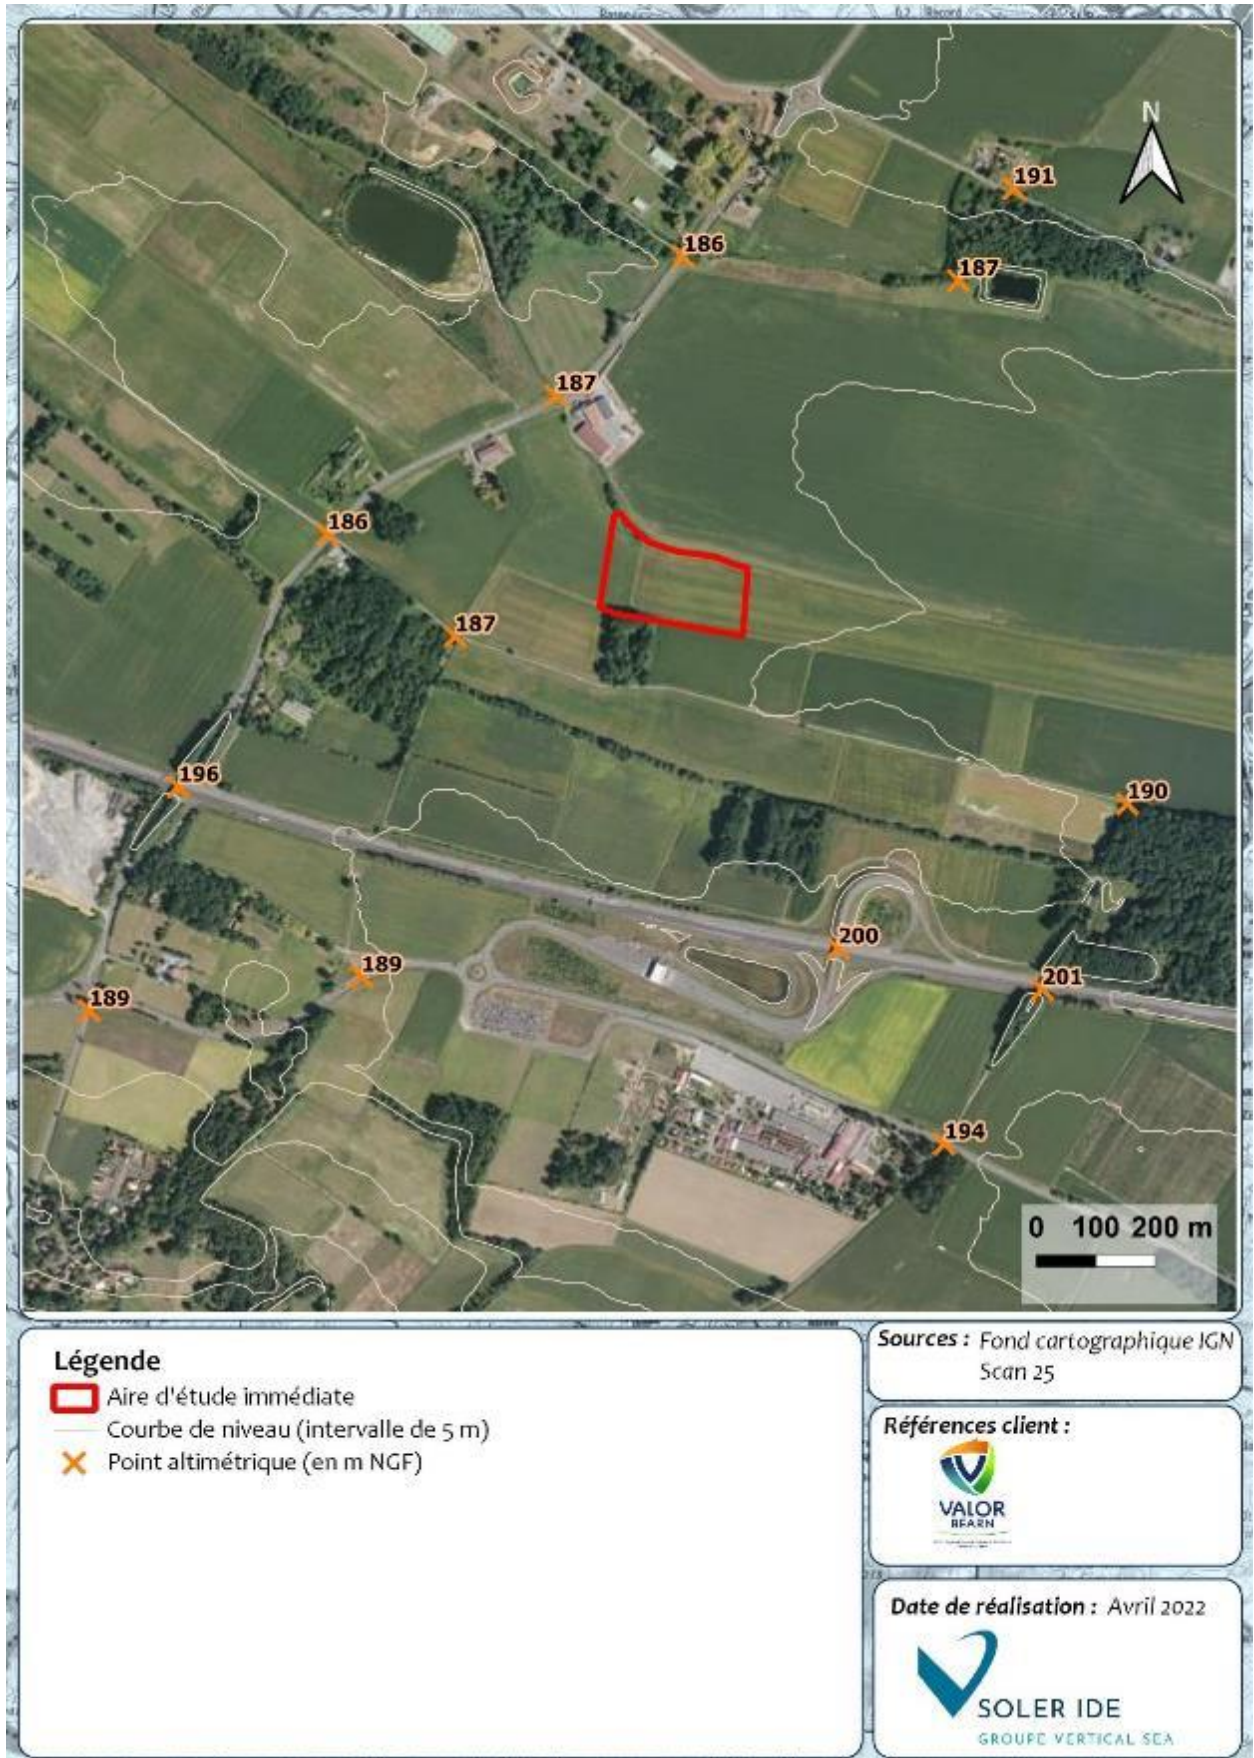 N
191
186
187
187
186
187
196
190
200
189
201
189
194
0 100 200 m
Légende
Aire d'étude immédiate
Courbe de niveau (intervalle de 5 m)
Point altimétrique (en m NGF)
Sources : Fond cartographique IGN
Scan 25
Références client :
VALOR
BEARN
Date de réalisation : Avril 2022
SOLER IDE
GROUPE VERTICAL SEA